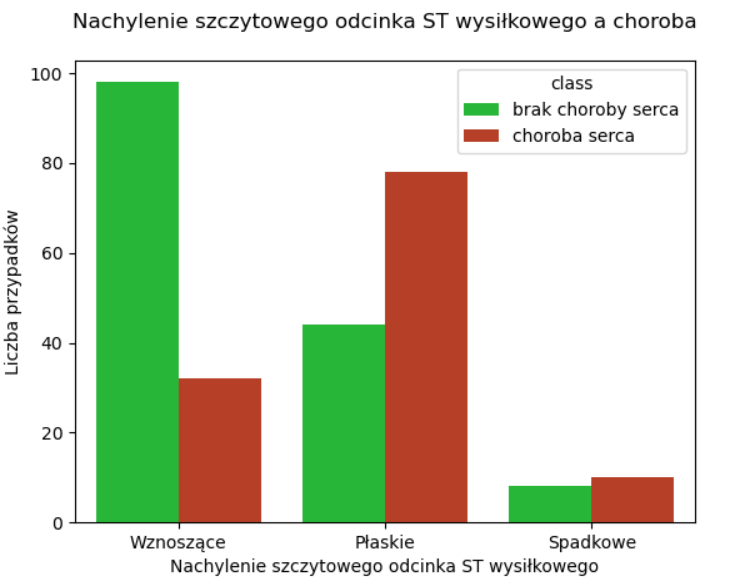 Nachylenie szczytowego odcinka ST wysiłkowego a choroba
class
brak choroby serca
choroba serca
Liczba przypadków
100
80
60
40
20
0
Wznoszące Płaskie Spadkowe
Nachylenie szczytowego odcinka ST wysiłkowego